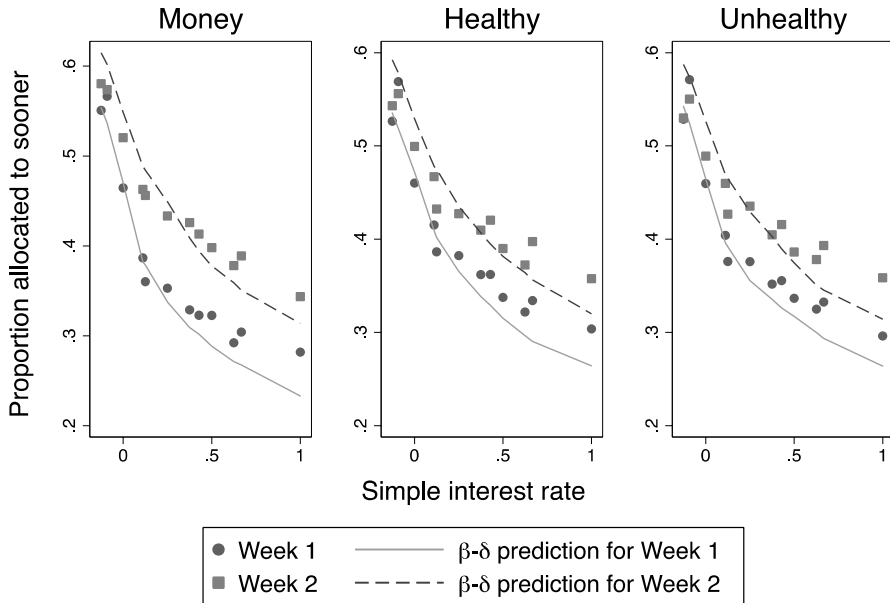 Money Healthy Unhealthy
Proportion allocated to sooner
.6 .6 .6
.5 .5 .5
.4 .4 .4
.3 .3 .3
.2 .2 .2
0 .5 1 0 .5 1 0 .5 1
Simple interest rate
Week 1 β-δ prediction for Week 1
Week 2 β-δ prediction for Week 2